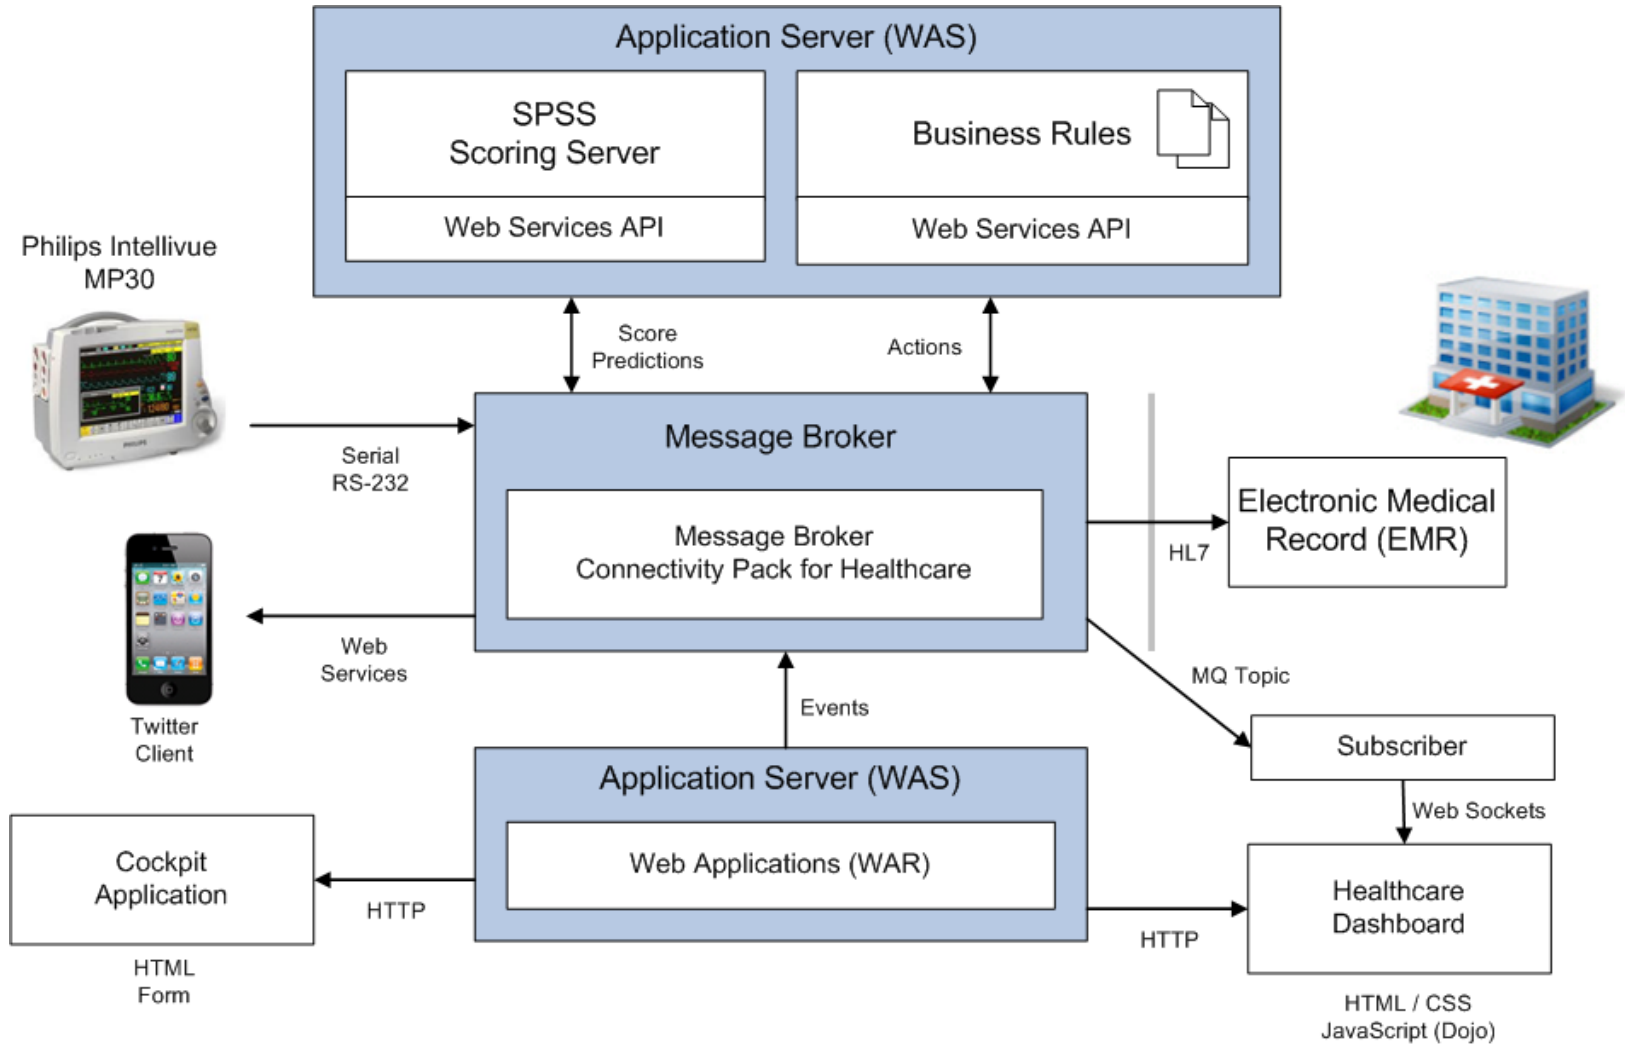 Application Server (WAS)
SPSS
Scoring Server
Web Services API
Business Rules
Web Services API
Philips Intellivue
MP30
PHILIPS
Score
Predictions
Actions
Serial
RS-232
Message Broker
Message Broker
Connectivity Pack for Healthcare
HL7
Electronic Medical
Record (EMR)
Web
Services
Twitter
Client
Events
MQ Topic
Subscriber
Web Sockets
Application Server (WAS)
Web Applications (WAR)
Cockpit
Application
HTTP
HTML
Form
HTTP
Healthcare
Dashboard
HTML / CSS
JavaScript (Dojo)